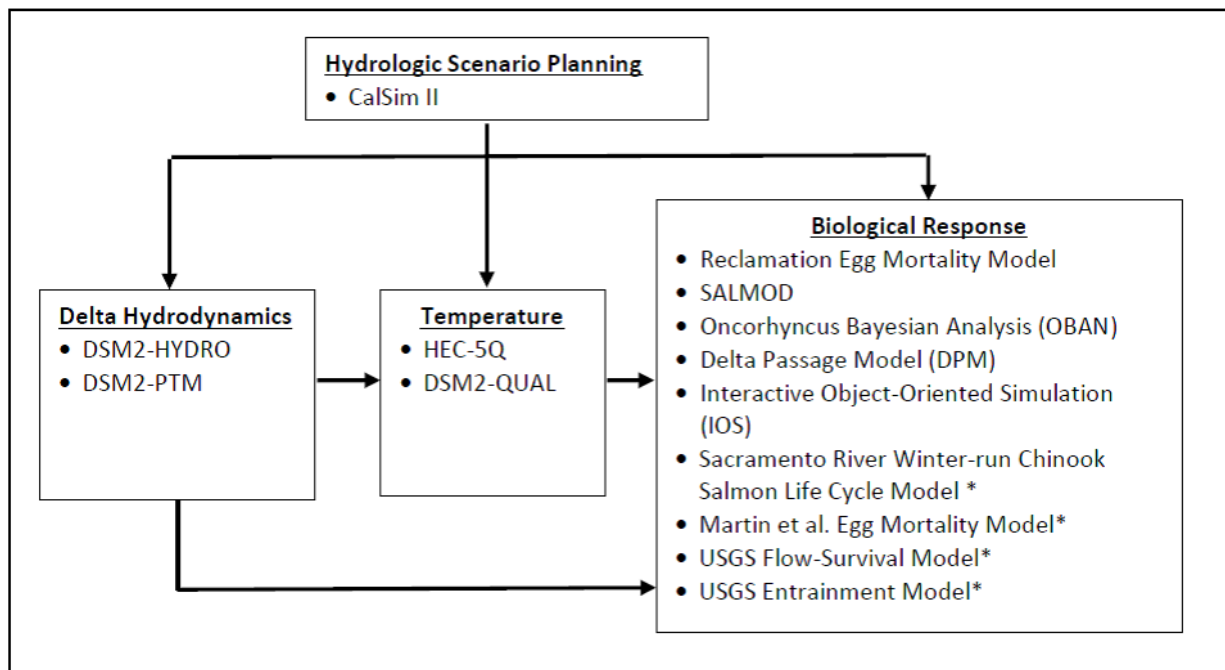 Hydrologic Scenario Planning
• CalSim II
Delta Hydrodynamics
• DSM2-HYDRO
• DSM2-PTM
Temperature
• HEC-5Q
• DSM2-QUAL
Biological Response
• Reclamation Egg Mortality Model
• SALMOD
• Oncorhyncus Bayesian Analysis (OBAN)
• Delta Passage Model (DPM)
• Interactive Object-Oriented Simulation
(IOS)
• Sacramento River Winter-run Chinook
Salmon Life Cycle Model *
• Martin et al. Egg Mortality Model*
• USGS Flow-Survival Model*
• USGS Entrainment Model*